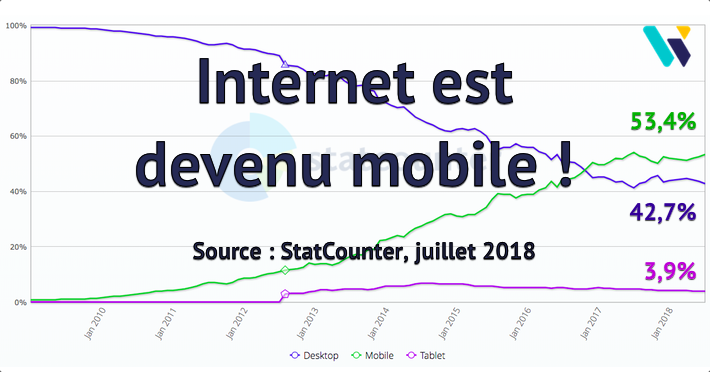 100%
80%
60%
40%
20%
0%
Internet est
devenu mobile !
statcounter
Source : StatCounter, juillet 2018
53,4%
42,7%
3,9%
Jan 2010
Jan 2011
Jan 2012
Jan 2013
Jan 2014
Jan 2015
Jan 2016
Jan 2017
Jan 2018
Desktop Mobile Tablet